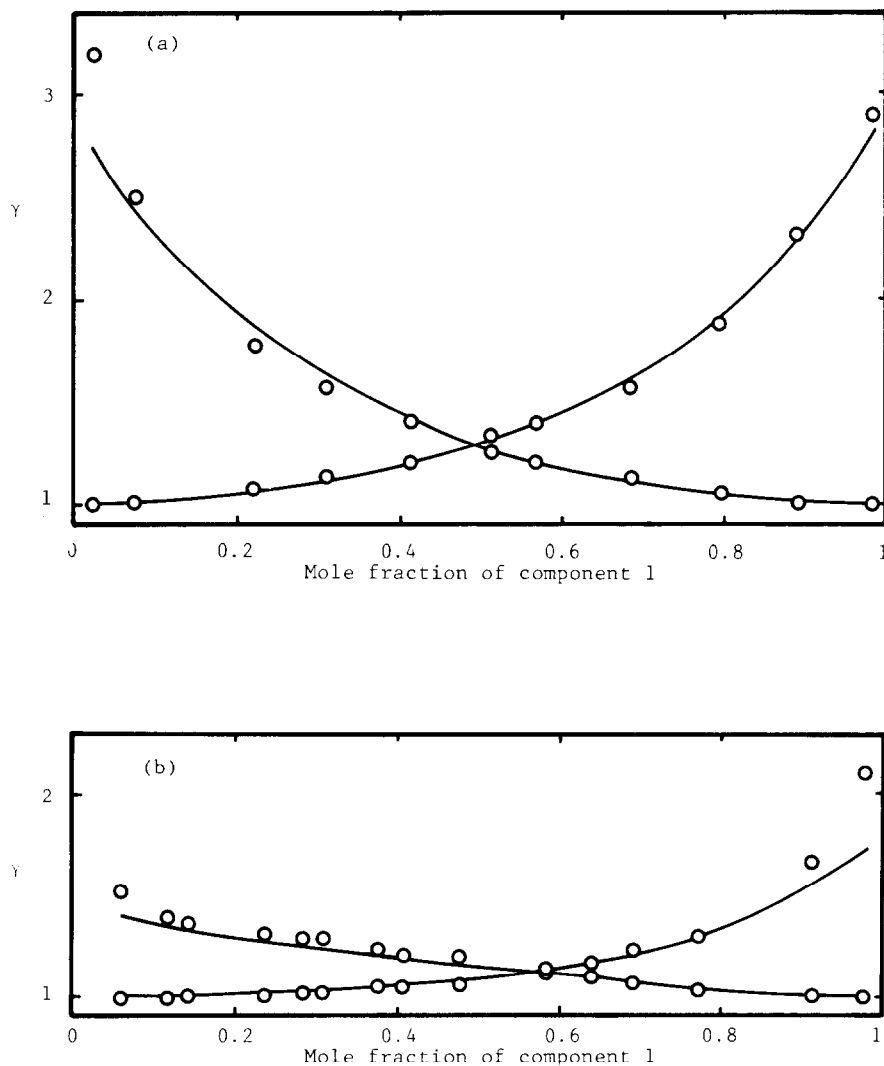 (a)
3
γ
2
1
0 0.2 0.4 0.6 0.8 1
Mole fraction of component 1
(b)
2
γ
1
0 0.2 0.4 0.6 0.8 1
Mole fraction of component 1